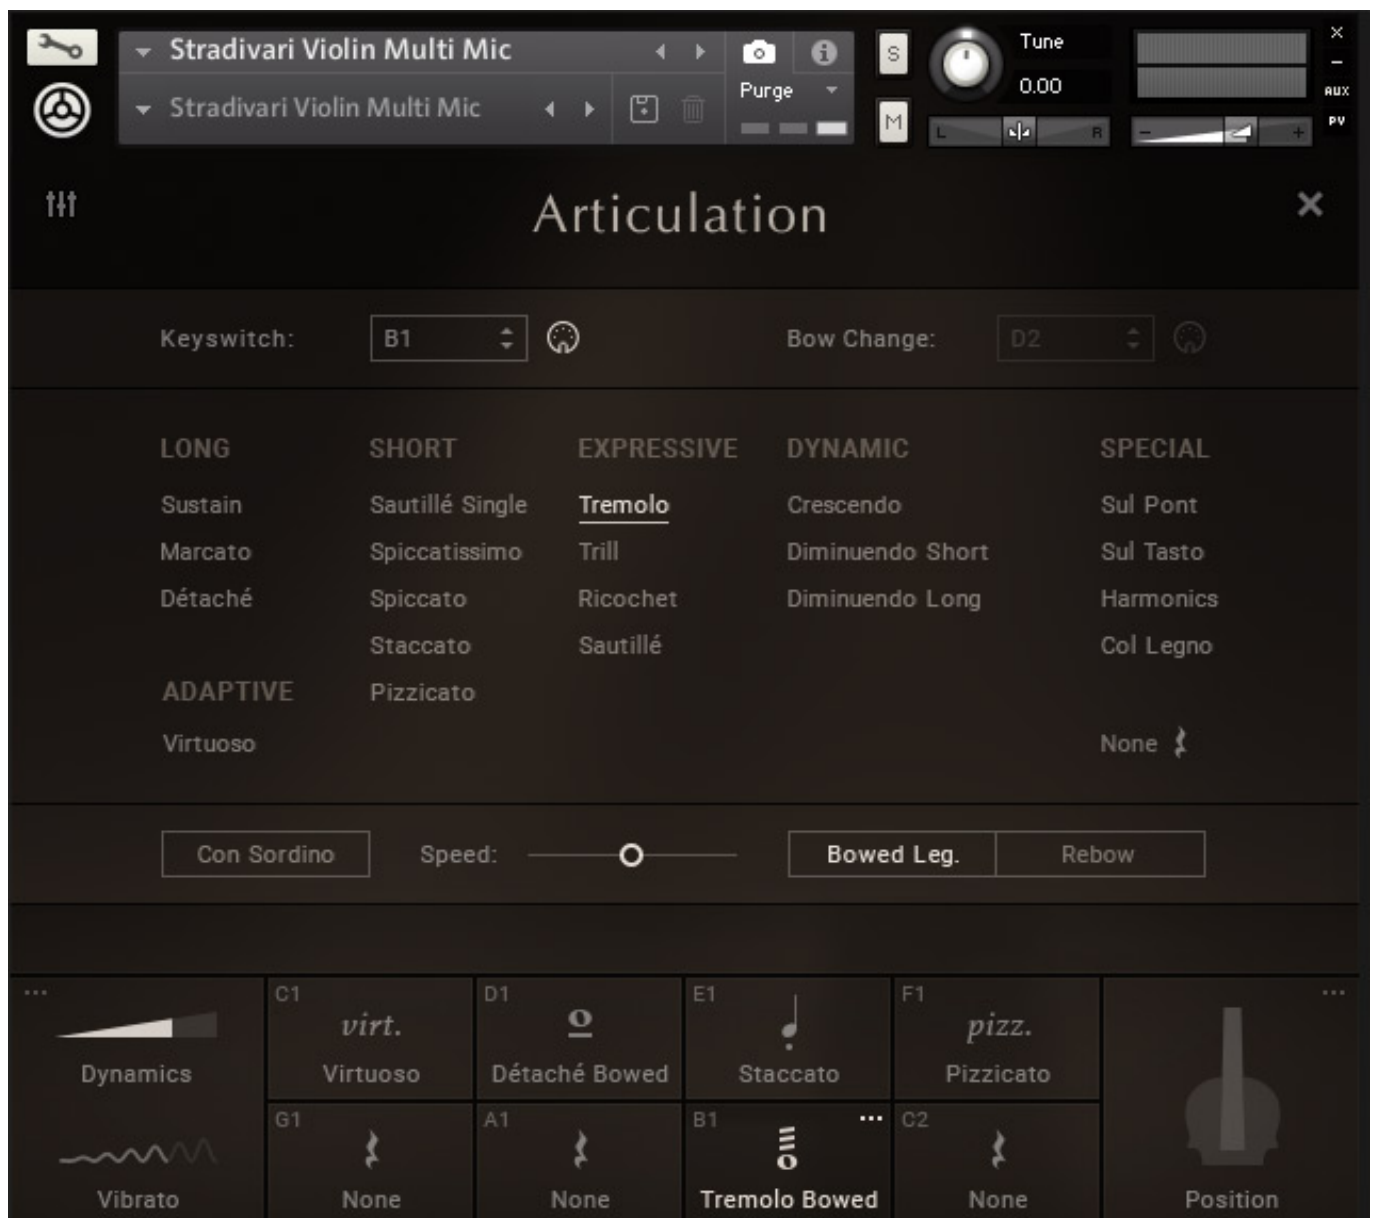 Stradivari Violin Multi Mic
Stradivari Violin Multi Mic
Purge
S
M
Tune
0.00
L
R
-
+
×
-
AUX
PV
Articulation
×
Keyswitch: B1
Bow Change: D2
LONG
Sustain
Marcato
Détaché
ADAPTIVE
Virtuoso
SHORT
Sautillé Single
Spiccatissimo
Spiccato
Staccato
Pizzicato
EXPRESSIVE
Tremolo
Trill
Ricochet
Sautillé
DYNAMIC
Crescendo
Diminuendo Short
Diminuendo Long
SPECIAL
Sul Pont
Sul Tasto
Harmonics
Col Legno
None
Con Sordino
Speed:
Bowed Leg.
Rebow
...
Dynamics
Vibrato
C1
virt.
Virtuoso
D1
Détaché Bowed
E1
Staccato
F1
pizz.
Pizzicato
G1
None
A1
None
B1
...
Tremolo Bowed
C2
None
...
Position